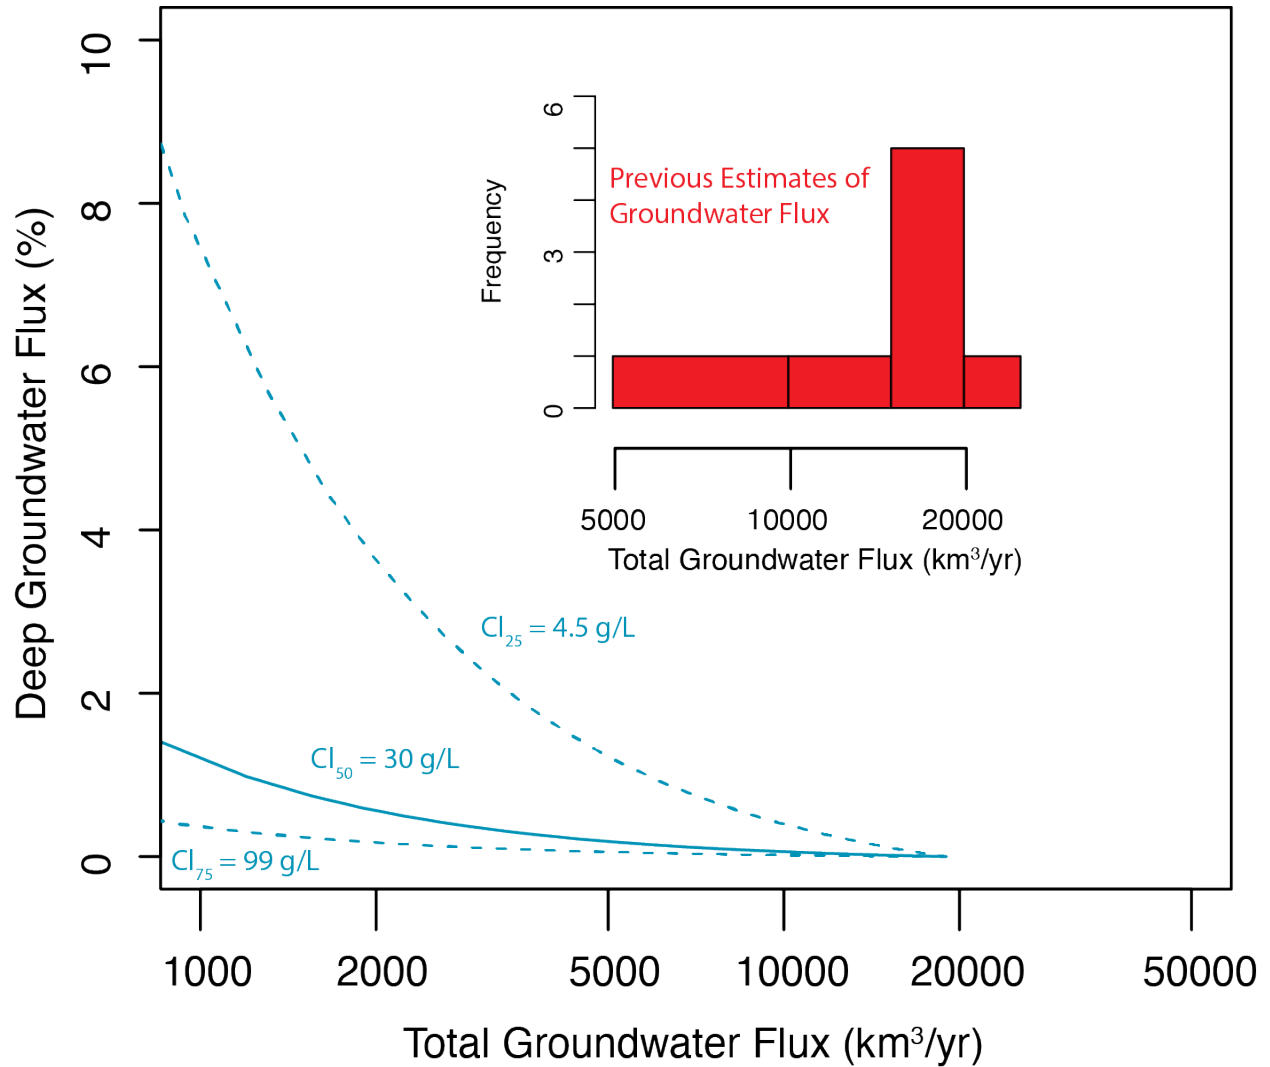 Deep Groundwater Flux (%)
10
8
6
4
2
0
Frequency
6
3
0
Previous Estimates of
Groundwater Flux
5000 10000 20000
Total Groundwater Flux (km³/yr)
Cl₂₅ = 4.5 g/L
Cl₅₀ = 30 g/L
Cl₇₅ = 99 g/L
1000 2000 5000 10000 20000 50000
Total Groundwater Flux (km³/yr)